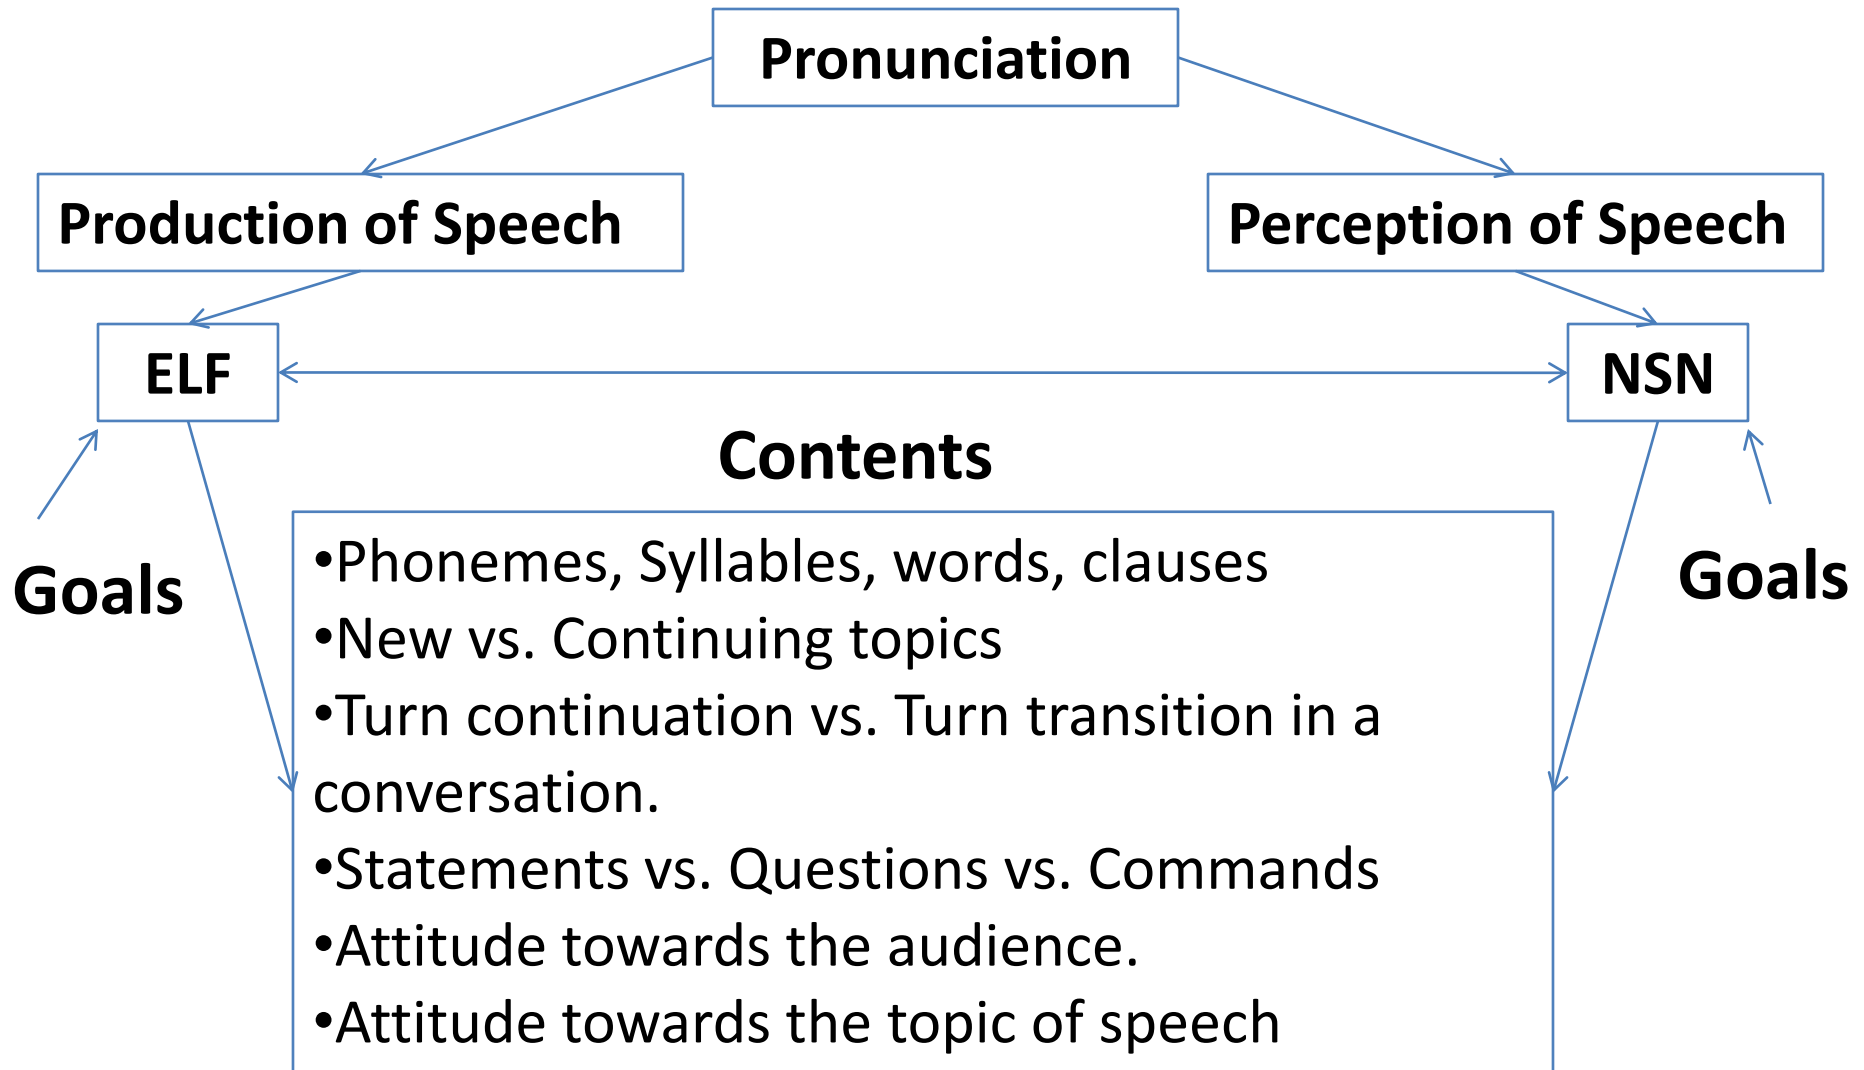 Pronunciation
Production of Speech
Perception of Speech
ELF
NSN
Contents
Goals
Goals
•Phonemes, Syllables, words, clauses
•New vs. Continuing topics
•Turn continuation vs. Turn transition in a
conversation.
•Statements vs. Questions vs. Commands
•Attitude towards the audience.
•Attitude towards the topic of speech